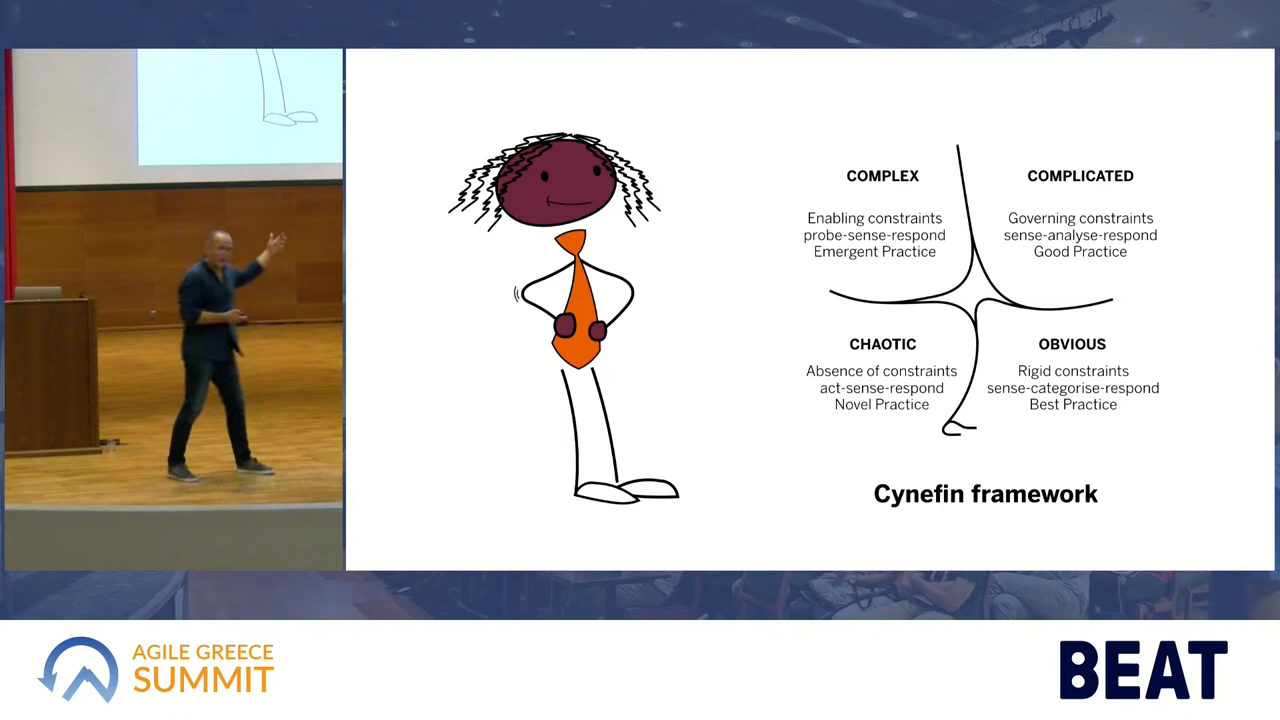 COMPLEX
Enabling constraints
probe-sense-respond
Emergent Practice
COMPLICATED
Governing constraints
sense-analyse-respond
Good Practice
CHAOTIC
Absence of constraints
act-sense-respond
Novel Practice
OBVIOUS
Rigid constraints
sense-categorise-respond
Best Practice
Cynefin framework
AGILE GREECE
SUMMIT
BEAT